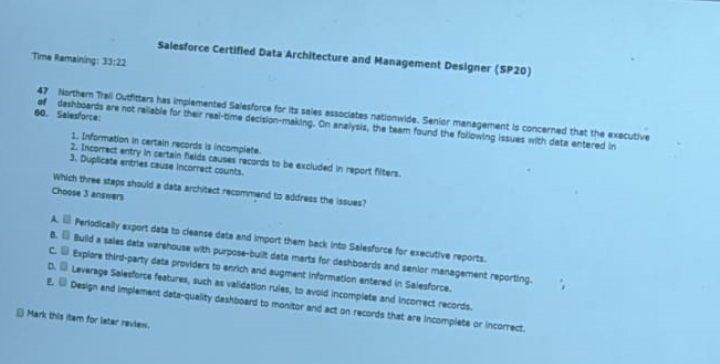 Salesforce Certified Data Architecture and Management Designer (SP20)
Time Remaining: 33:22
47 of 60. Northern Trail Outfitters has implemented Salesforce for its sales associates nationwide. Senior management is concerned that the executive
dashboards are not reliable for their real-time decision-making. On analysis, the team found the following issues with data entered in
Salesforce:
1. Information in certain records is incomplete.
2. Incorrect entry in certain fields causes records to be excluded in report filters.
3. Duplicate entries cause incorrect counts.
Which three steps should a data architect recommend to address the issues?
Choose 3 answers
A. Periodically export data to cleanse data and import them back into Salesforce for executive reports.
B. Build a sales data warehouse with purpose-built data marts for dashboards and senior management reporting.
C. Explore third-party data providers to enrich and augment information entered in Salesforce.
D. Leverage Salesforce features, such as validation rules, to avoid incomplete and incorrect records.
E. Design and implement data-quality dashboard to monitor and act on records that are incomplete or incorrect.
Mark this item for later review.